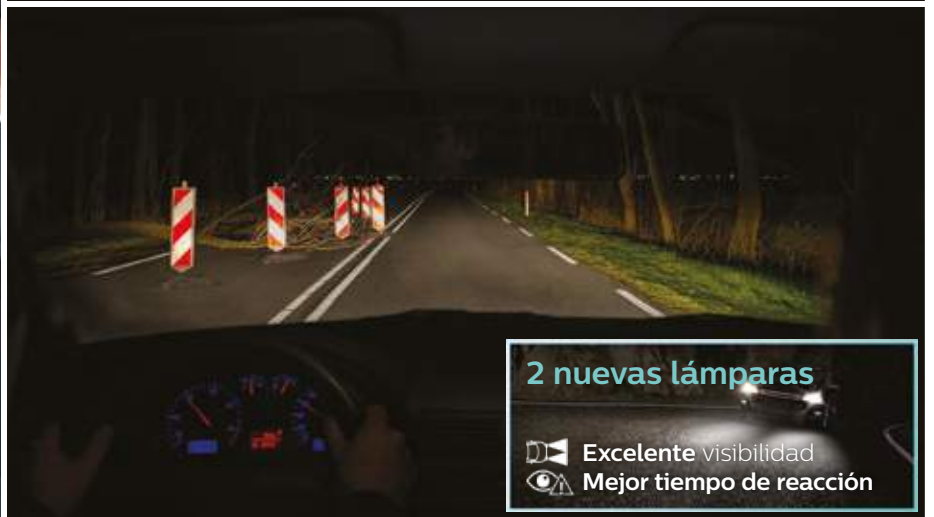 2 nuevas lámparas
Excelente visibilidad
Mejor tiempo de reacción